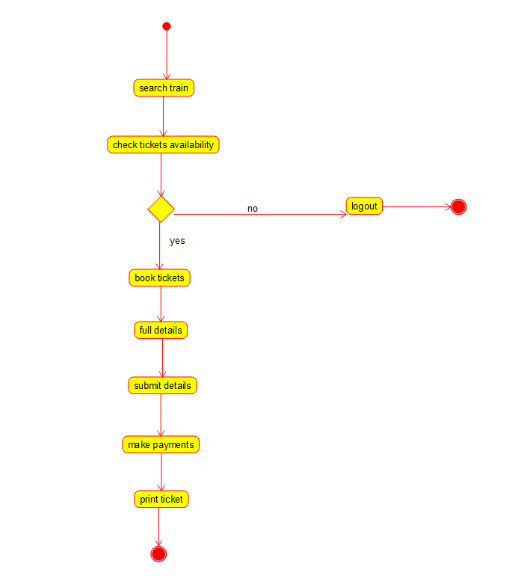 search train
check tickets availability
no
logout
yes
book tickets
full details
submit details
make payments
print ticket